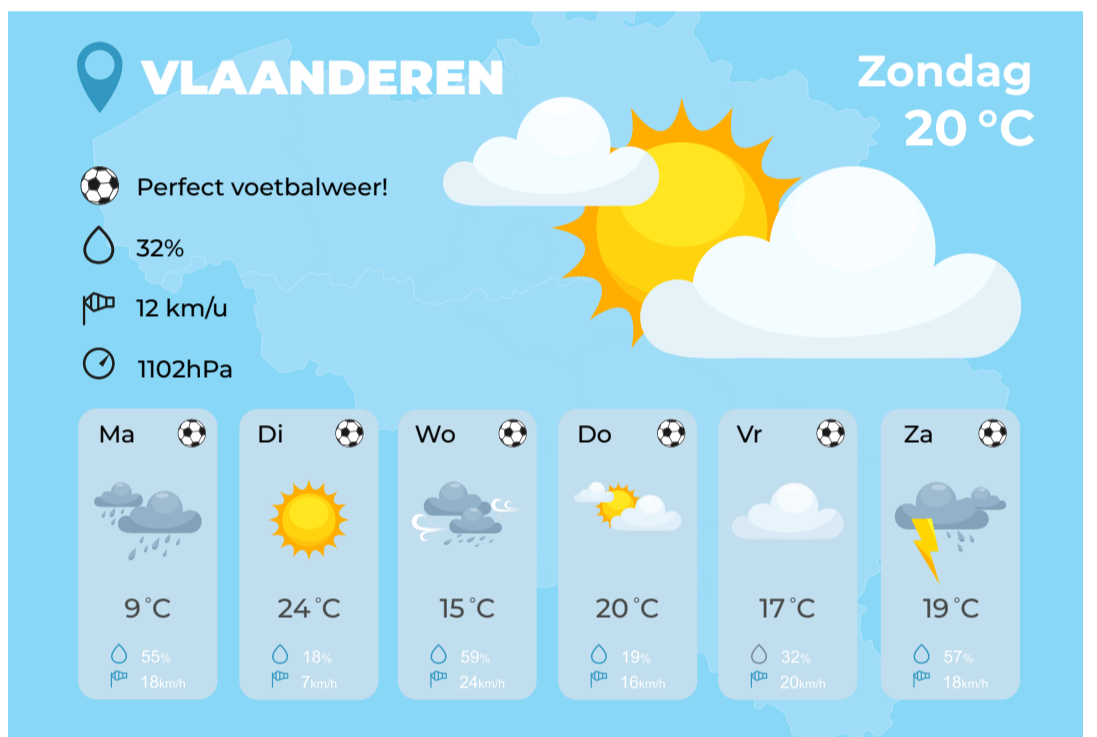 VLAANDEREN
Zondag
20 °C
Perfect voetbalweer!
32%
12 km/u
1102hPa
Ma
9 °C
55%
18km/h
Di
24 °C
18%
7km/h
Wo
15 °C
59%
24km/h
Do
20 °C
19%
16km/h
Vr
17 °C
32%
20km/h
Za
19 °C
57%
18km/h